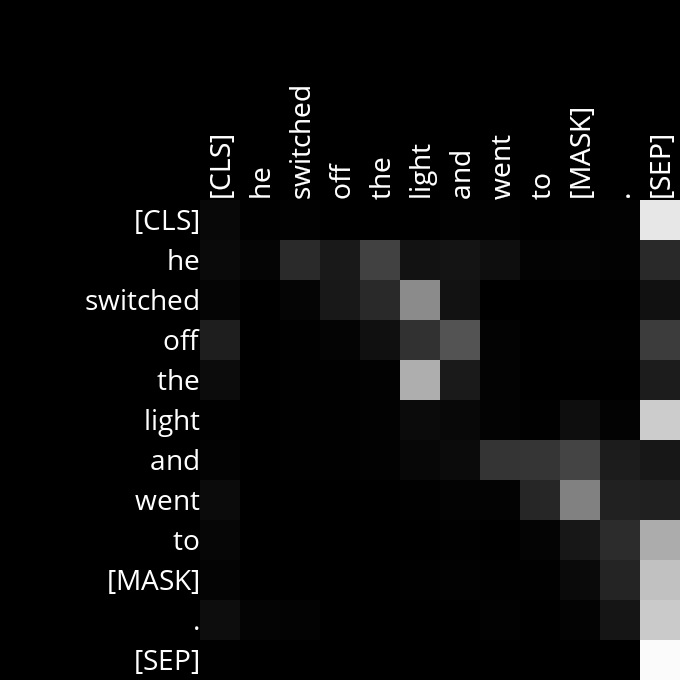 [CLS]
he
switched
off
the
light
and
went
to
[MASK]
.
[SEP]
[CLS]
he
switched
off
the
light
and
went
to
[MASK]
.
[SEP]